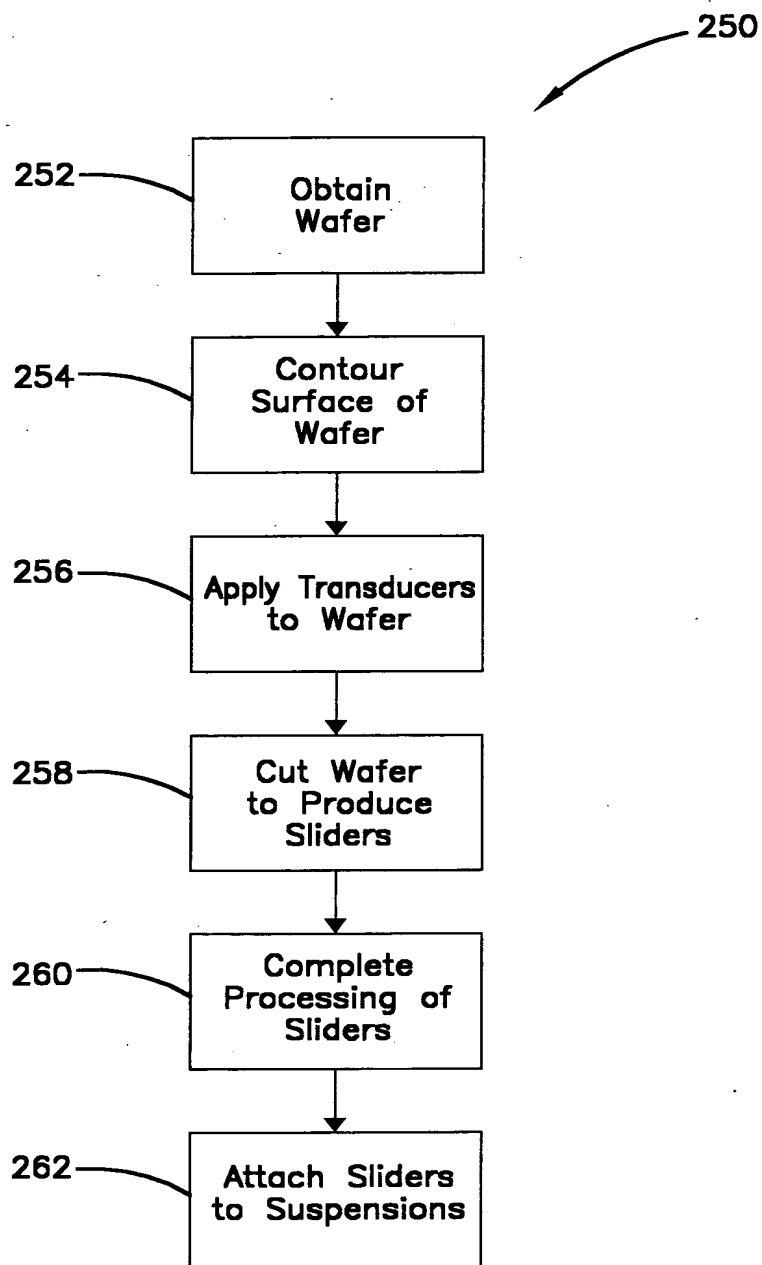 250
252
Obtain
Wafer
254
Contour
Surface of
Wafer
256
Apply Transducers
to Wafer
258
Cut Wafer
to Produce
Sliders
260
Complete
Processing of
Sliders
262
Attach Sliders
to Suspensions